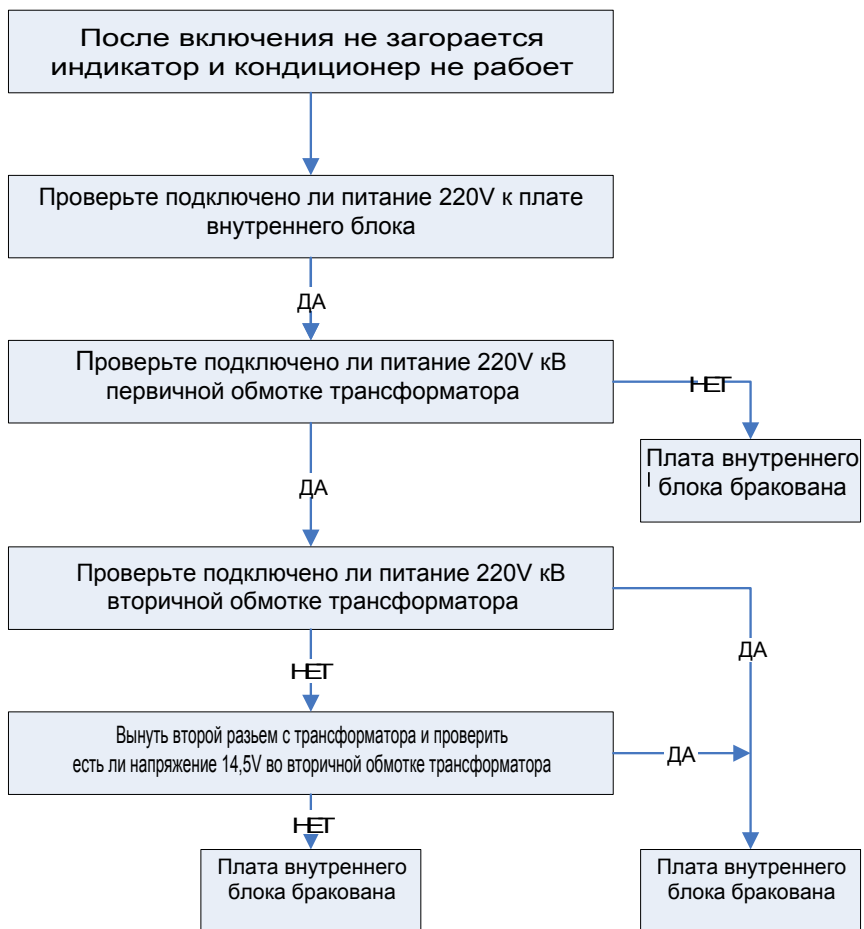 После включения не загорается
индикатор и кондиционер не рабоет
Проверьте подключено ли питание 220V к плате
внутреннего блока
ДА
Проверьте подключено ли питание 220V кВ
первичной обмотке трансформатора
НЕТ
Плата внутреннего
блока бракована
ДА
Проверьте подключено ли питание 220V кВ
вторичной обмотке трансформатора
ДА
НЕТ
Вынуть второй разьем с трансформатора и проверить
есть ли напряжение 14,5V во вторичной обмотке трансформатора
ДА
НЕТ
Плата внутреннего
блока бракована
Плата внутреннего
блока бракована